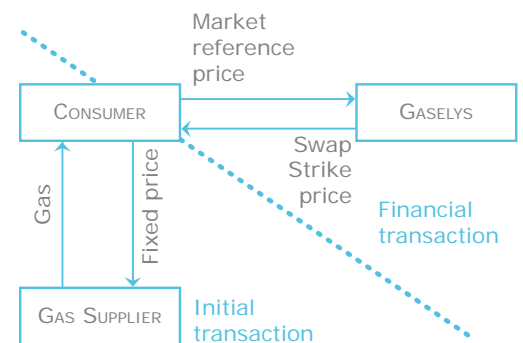 Market
reference
price
CONSUMER
GASELYS
Swap
Strike
price
Gas
Fixed price
Financial
transaction
GAS SUPPLIER
Initial
transaction